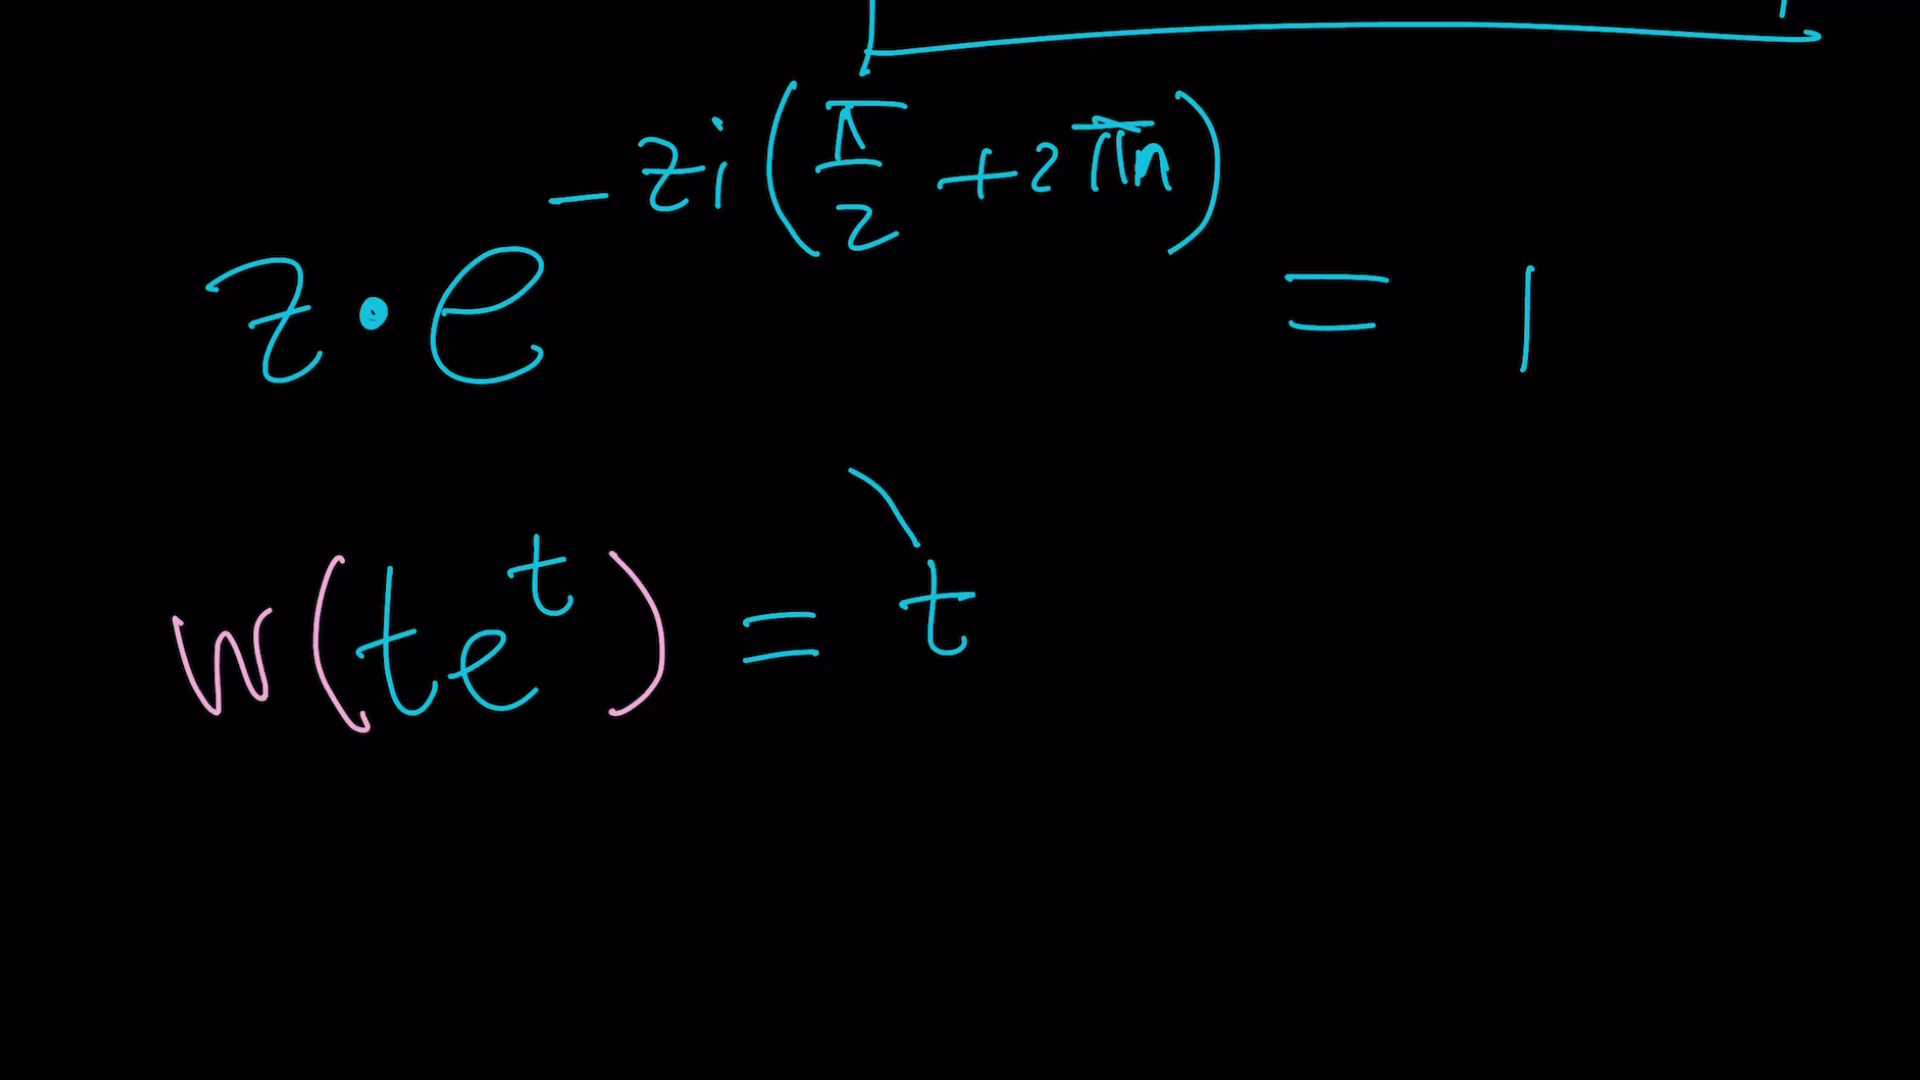 z · e^{-zi(π/2 + 2πn)} = 1
W(te^t) = t